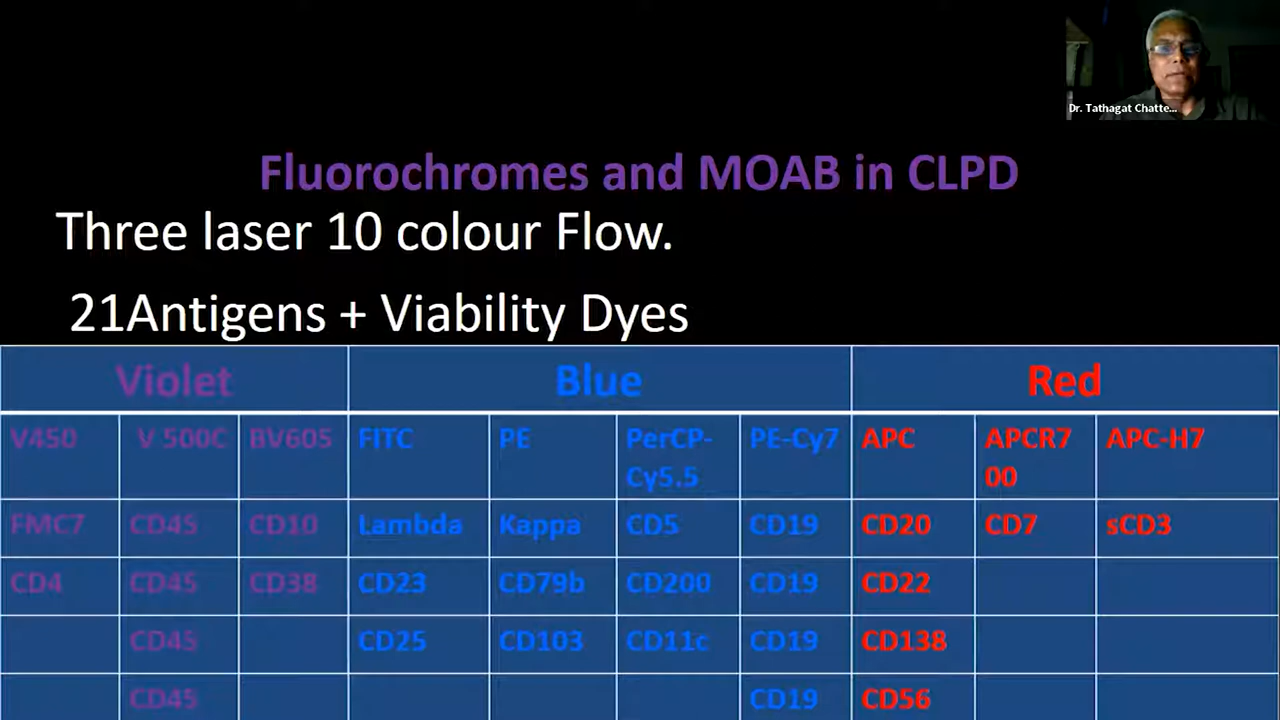 Dr. Tathagat Chatte...
Fluorochromes and MOAB in CLPD
Three laser 10 colour Flow.
21Antigens + Viability Dyes
Violet Blue Red
V450 V 500C BV605 FITC PE PerCP-Cy5.5 PE-Cy7 APC APCR700 APC-H7
FMC7 CD45 CD10 Lambda Kappa CD5 CD19 CD20 CD7 sCD3
CD4 CD45 CD38 CD23 CD79b CD200 CD19 CD22
CD45 CD25 CD103 CD11c CD19 CD138
CD45 CD19 CD56